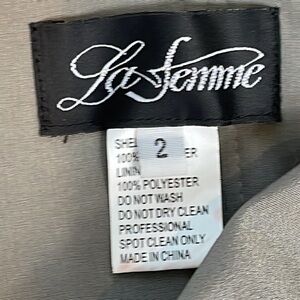 La Femme
2
SHEL
100% ER
LININ
100% POLYESTER
DO NOT WASH
DO NOT DRY CLEAN
PROFESSIONAL
SPOT CLEAN ONLY
MADE IN CHINA